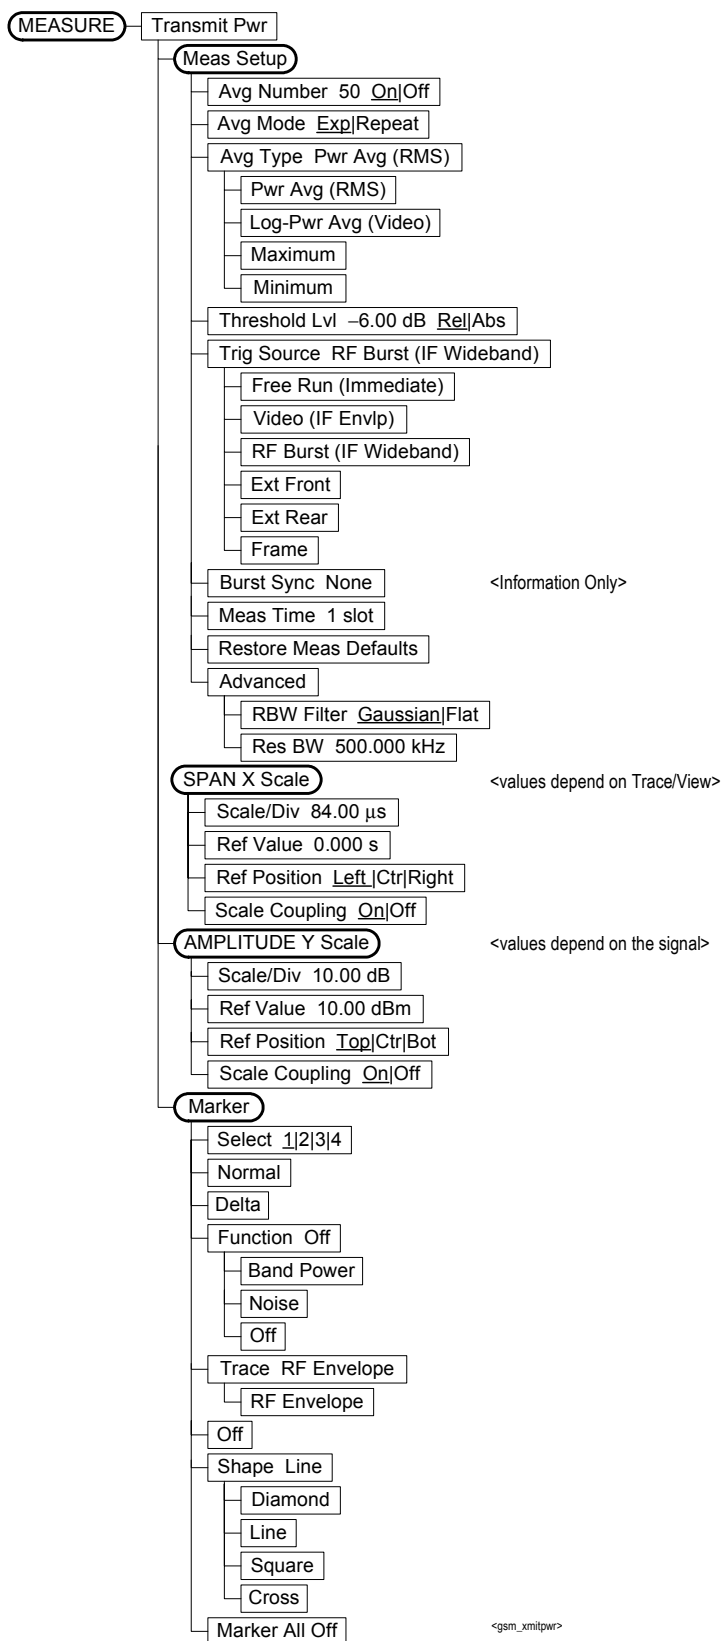 MEASURE Transmit Pwr
Meas Setup
Avg Number 50 On|Off
Avg Mode Exp|Repeat
Avg Type Pwr Avg (RMS)
Pwr Avg (RMS)
Log-Pwr Avg (Video)
Maximum
Minimum
Threshold Lvl −6.00 dB Rel|Abs
Trig Source RF Burst (IF Wideband)
Free Run (Immediate)
Video (IF Envlp)
RF Burst (IF Wideband)
Ext Front
Ext Rear
Frame
Burst Sync None <Information Only>
Meas Time 1 slot
Restore Meas Defaults
Advanced
RBW Filter Gaussian|Flat
Res BW 500.000 kHz
SPAN X Scale <values depend on Trace/View>
Scale/Div 84.00 μs
Ref Value 0.000 s
Ref Position Left |Ctr|Right
Scale Coupling On|Off
AMPLITUDE Y Scale <values depend on the signal>
Scale/Div 10.00 dB
Ref Value 10.00 dBm
Ref Position Top|Ctr|Bot
Scale Coupling On|Off
Marker
Select 1|2|3|4
Normal
Delta
Function Off
Band Power
Noise
Off
Trace RF Envelope
RF Envelope
Off
Shape Line
Diamond
Line
Square
Cross
Marker All Off <gsm_xmitpwr>